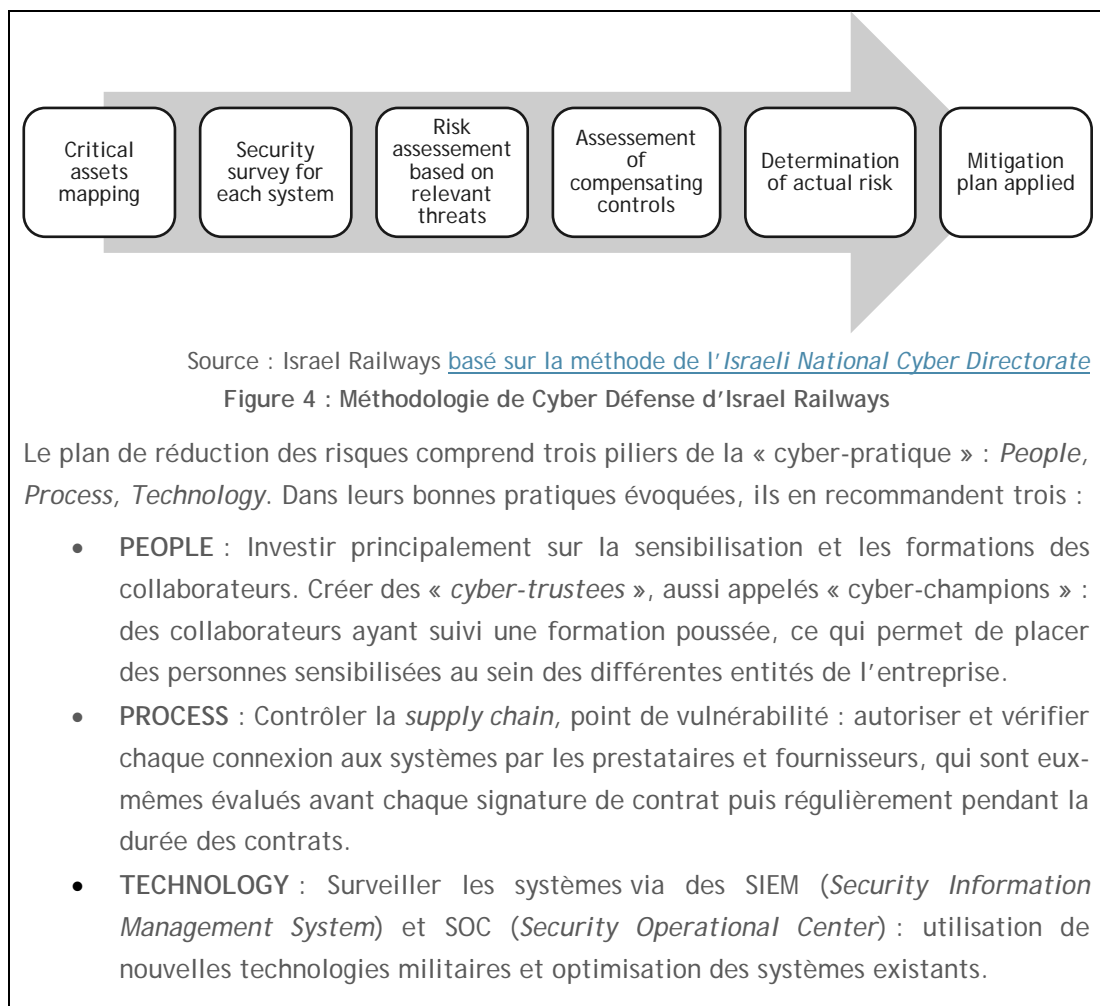 Critical
assets
mapping
Security
survey for
each system
Risk
assessement
based on
relevant
threats
Assessement
of
compensating
controls
Determination
of actual risk
Mitigation
plan applied
Source : Israel Railways basé sur la méthode de l'Israeli National Cyber Directorate
Figure 4 : Méthodologie de Cyber Défense d'Israel Railways
Le plan de réduction des risques comprend trois piliers de la « cyber-pratique » : People,
Process, Technology. Dans leurs bonnes pratiques évoquées, ils en recommandent trois :
• PEOPLE : Investir principalement sur la sensibilisation et les formations des
collaborateurs. Créer des « cyber-trustees », aussi appelés « cyber-champions » :
des collaborateurs ayant suivi une formation poussée, ce qui permet de placer
des personnes sensibilisées au sein des différentes entités de l'entreprise.
• PROCESS : Contrôler la supply chain, point de vulnérabilité : autoriser et vérifier
chaque connexion aux systèmes par les prestataires et fournisseurs, qui sont eux-
mêmes évalués avant chaque signature de contrat puis régulièrement pendant la
durée des contrats.
• TECHNOLOGY : Surveiller les systèmes via des SIEM (Security Information
Management System) et SOC (Security Operational Center) : utilisation de
nouvelles technologies militaires et optimisation des systèmes existants.